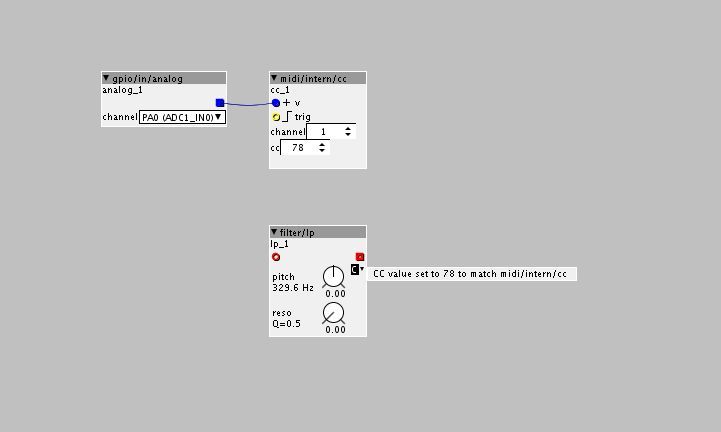 gpio/in/analog
analog_1
channel PA0 (ADC1_IN0)
midi/intern/cc
cc_1
v
trig
channel 1
cc 78
filter/lp
lp_1
C
CC value set to 78 to match midi/intern/cc
pitch
329.6 Hz
0.00
reso
Q=0.5
0.00